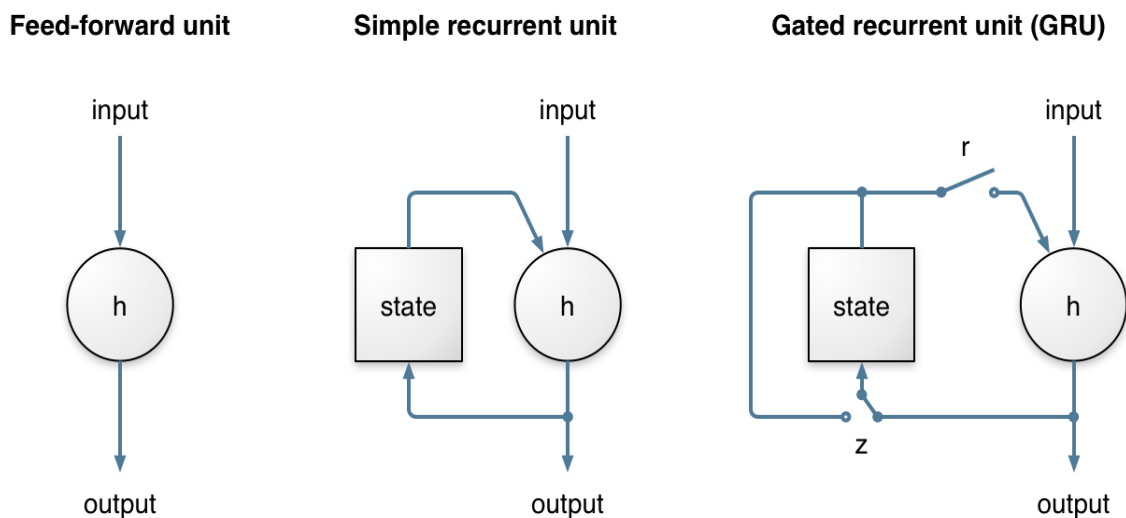 Feed-forward unit
Simple recurrent unit
Gated recurrent unit (GRU)
input
input
input
r
h
state
h
state
h
z
output
output
output